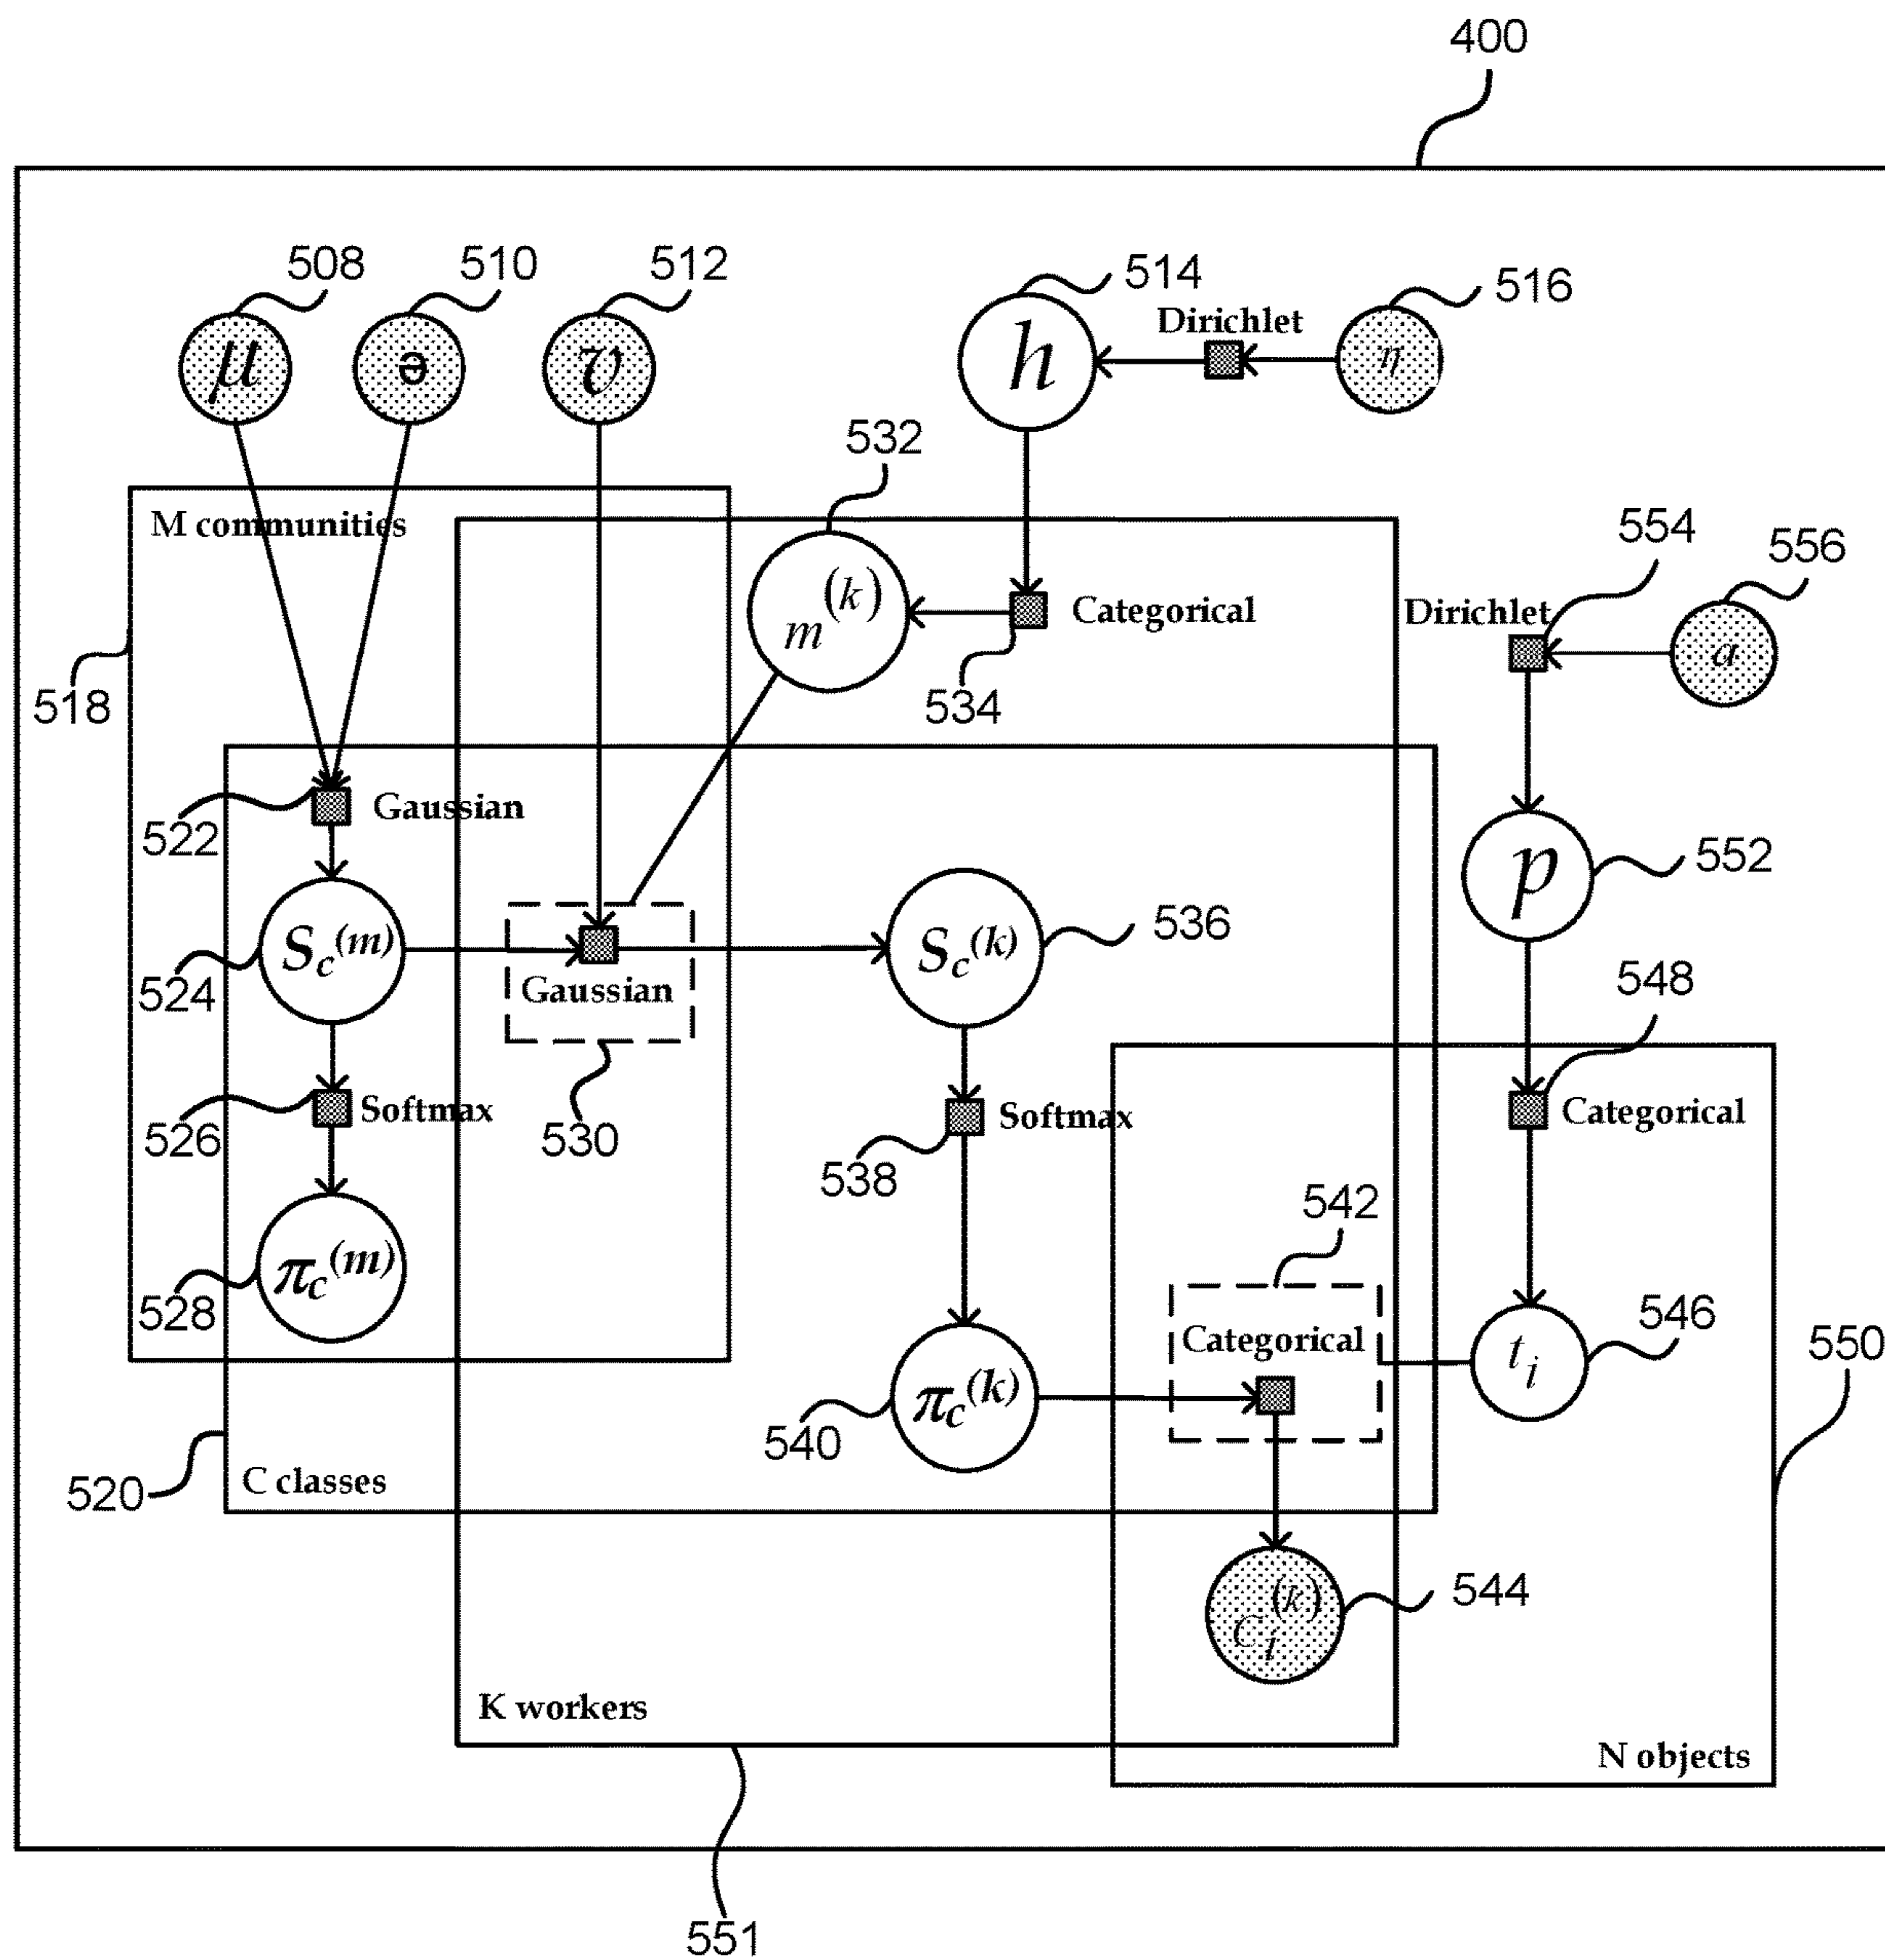 400
508
510
512
514
516
μ
ə
v
h
Dirichlet
η
532
M communities
m(k)
Categorical
534
554
556
Dirichlet
a
518
522
Gaussian
p
552
Sc(m)
524
Gaussian
530
Sc(k)
536
548
Categorical
526
Softmax
538
Softmax
πc(m)
528
542
Categorical
ti
546
550
πc(k)
540
520
C classes
ci(k)
544
K workers
N objects
551